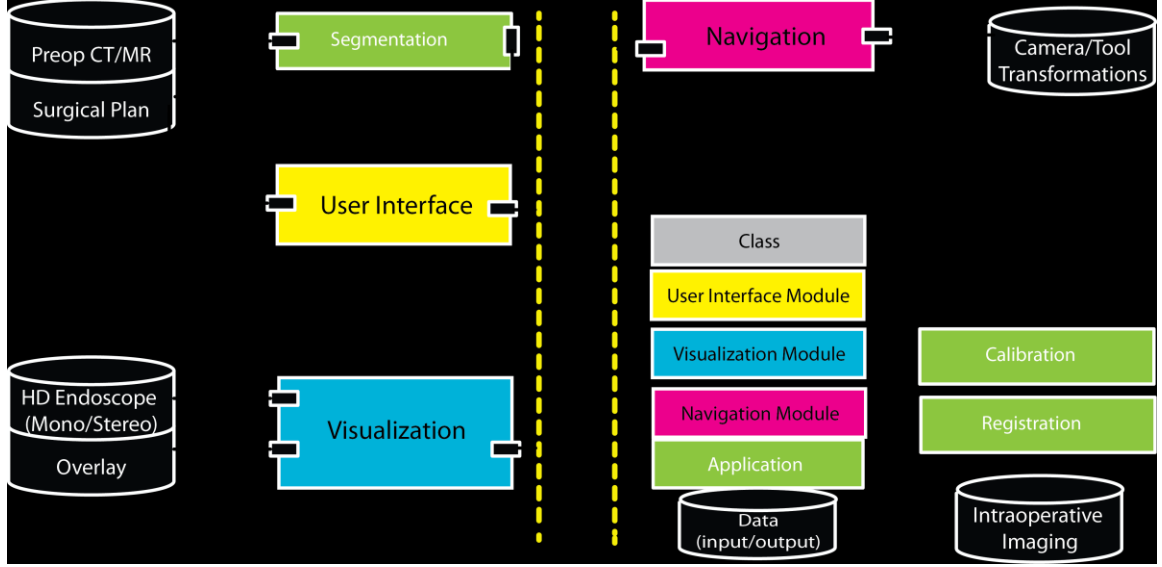 Preop CT/MR
Surgical Plan
Segmentation
Navigation
Camera/Tool
Transformations
User Interface
Class
User Interface Module
Visualization Module
Navigation Module
Application
Data
(input/output)
Calibration
Registration
Intraoperative
Imaging
HD Endoscope
(Mono/Stereo)
Overlay
Visualization